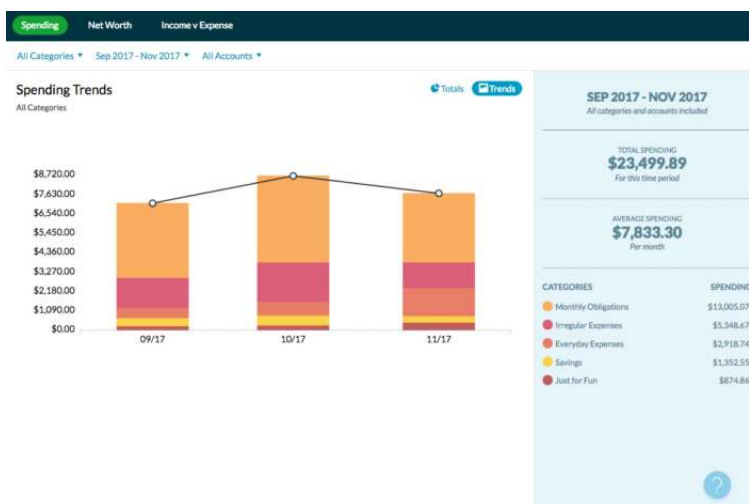 Spending Net Worth Income v Expense
All Categories Sep 2017 - Nov 2017 All Accounts
Spending Trends
All Categories
Totals Trends
$8,720.00
$7,630.00
$6,540.00
$5,450.00
$4,360.00
$3,270.00
$2,180.00
$1,090.00
$0.00
09/17 10/17 11/17
SEP 2017 - NOV 2017
All categories and accounts included
TOTAL SPENDING
$23,499.89
For this time period
AVERAGE SPENDING
$7,833.30
Per month
CATEGORIES SPENDING
Monthly Obligations $13,005.07
Irregular Expenses $5,348.67
Everyday Expenses $2,918.74
Savings $1,352.55
Just for Fun $874.86
?